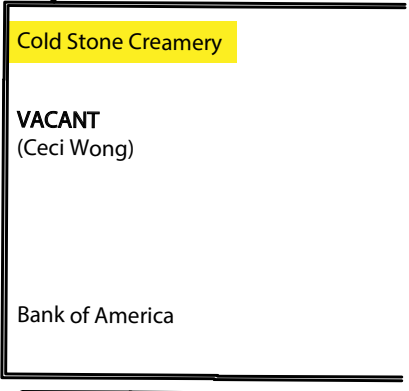 Cold Stone Creamery
VACANT
(Ceci Wong)
Bank of America